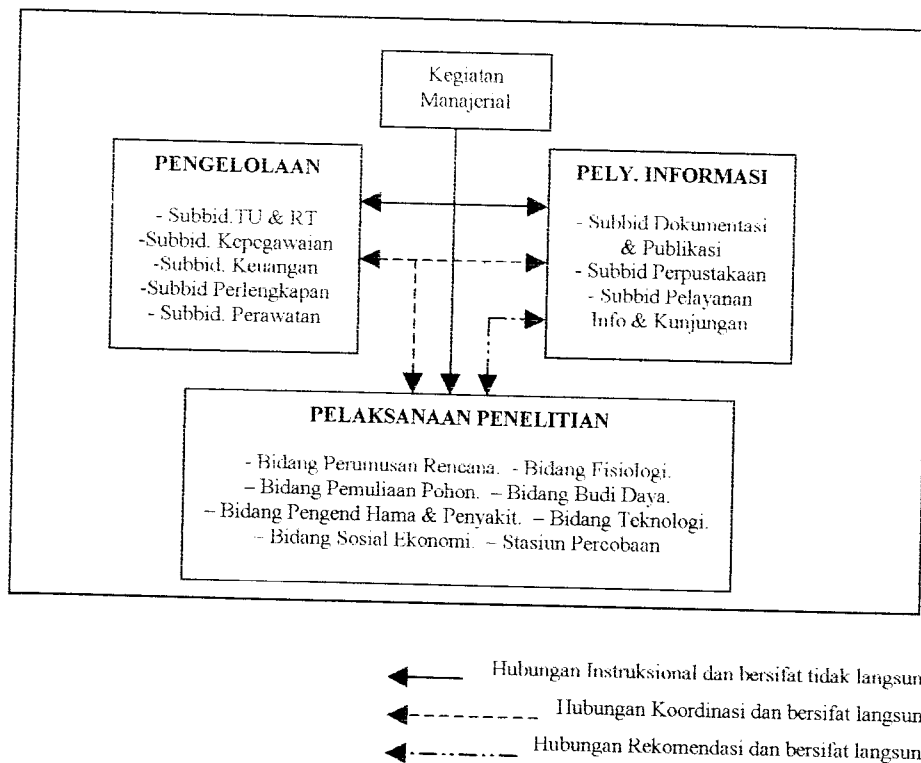 Kegiatan
Manajerial
PENGELOLAAN
- Subbid.TU & RT
-Subbid. Kepegawaian
-Subbid. Keuangan
-Subbid Perlengkapan
- Subbid. Perawatan
PELY. INFORMASI
- Subbid Dokumentasi
& Publikasi
- Subbid Perpustakaan
- Subbid Pelayanan
Info & Kunjungan
PELAKSANAAN PENELITIAN
- Bidang Perumusan Rencana. - Bidang Fisiologi.
– Bidang Pemuliaan Pohon. – Bidang Budi Daya.
– Bidang Pengend Hama & Penyakit. – Bidang Teknologi.
– Bidang Sosial Ekonomi. – Stasiun Percobaan
Hubungan Instruksional dan bersifat tidak langsun
Hubungan Koordinasi dan bersifat langsun
Hubungan Rekomendasi dan bersifat langsun